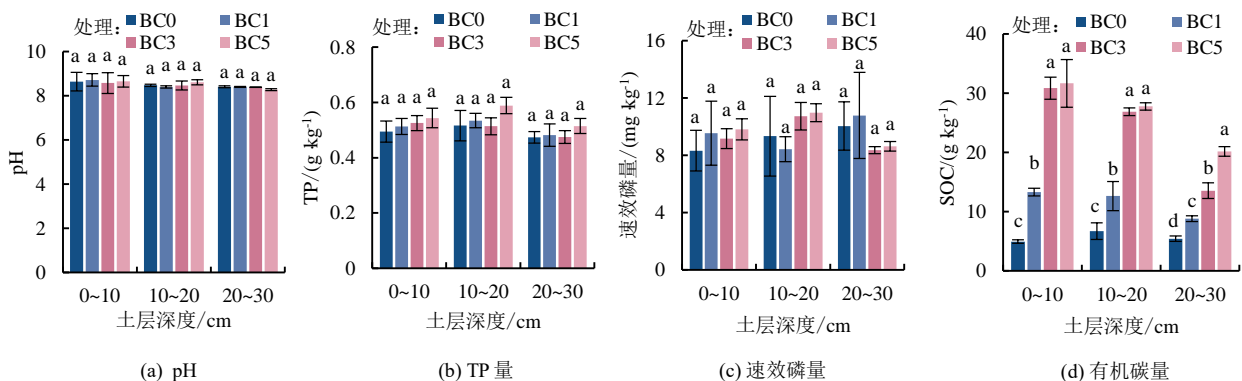 处理： BC0 BC1
BC3 BC5
10
8
6
4
2
0
pH
a a a a a a a a a a a a
0~10 10~20 20~30
土层深度/cm
(a) pH
处理： BC0 BC1
BC3 BC5
0.8
0.6
0.4
0.2
0
TP/(g kg⁻¹)
a a a a a a a a a a a a
0~10 10~20 20~30
土层深度/cm
(b) TP 量
处理： BC0 BC1
BC3 BC5
16
12
8
4
0
速效磷量/(mg·kg⁻¹)
a a a a a a a a a a a a
0~10 10~20 20~30
土层深度/cm
(c) 速效磷量
处理： BC0 BC1
BC3 BC5
40
30
20
10
0
SOC/(g kg⁻¹)
c b a a c b a a d c b a
0~10 10~20 20~30
土层深度/cm
(d) 有机碳量